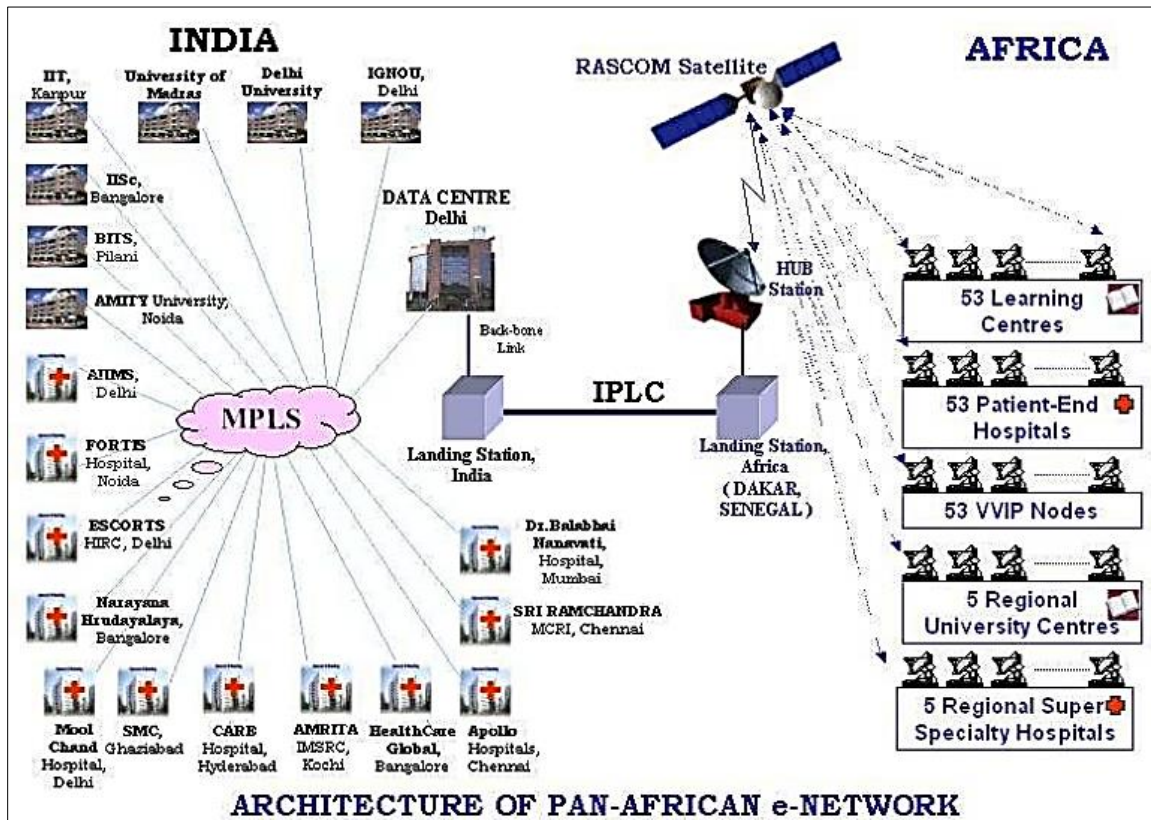 INDIA
AFRICA
IIT,
Kanpur
University of
Madras
Delhi
University
IGNOU,
Delhi
RASCOM Satellite
IISc,
Bangalore
BITS,
Pilani
AMITY University,
Noida
AIIMS,
Delhi
FORTIS
Hospital,
Noida
ESCORTS
HIRC, Delhi
Narayana
Hrudayalaya,
Bangalore
Mool
Chand
Hospital,
Delhi
SMC,
Ghaziabad
CARE
Hospital,
Hyderabad
AMRITA
IMSRC,
Kochi
HealthCare
Global,
Bangalore
Apollo
Hospitals,
Chennai
SRI RAMCHANDRA
MCRI, Chennai
Dr.Balabhai
Nanavati,
Hospital,
Mumbai
MPLS
DATA CENTRE
Delhi
Back-bone
Link
Landing Station,
India
IPLC
Landing Station,
Africa
( DAKAR,
SENEGAL )
HUB
Station
53 Learning
Centres
53 Patient-End
Hospitals
53 VVIP Nodes
5 Regional
University Centres
5 Regional Super
Specialty Hospitals
ARCHITECTURE OF PAN-AFRICAN e-NETWORK